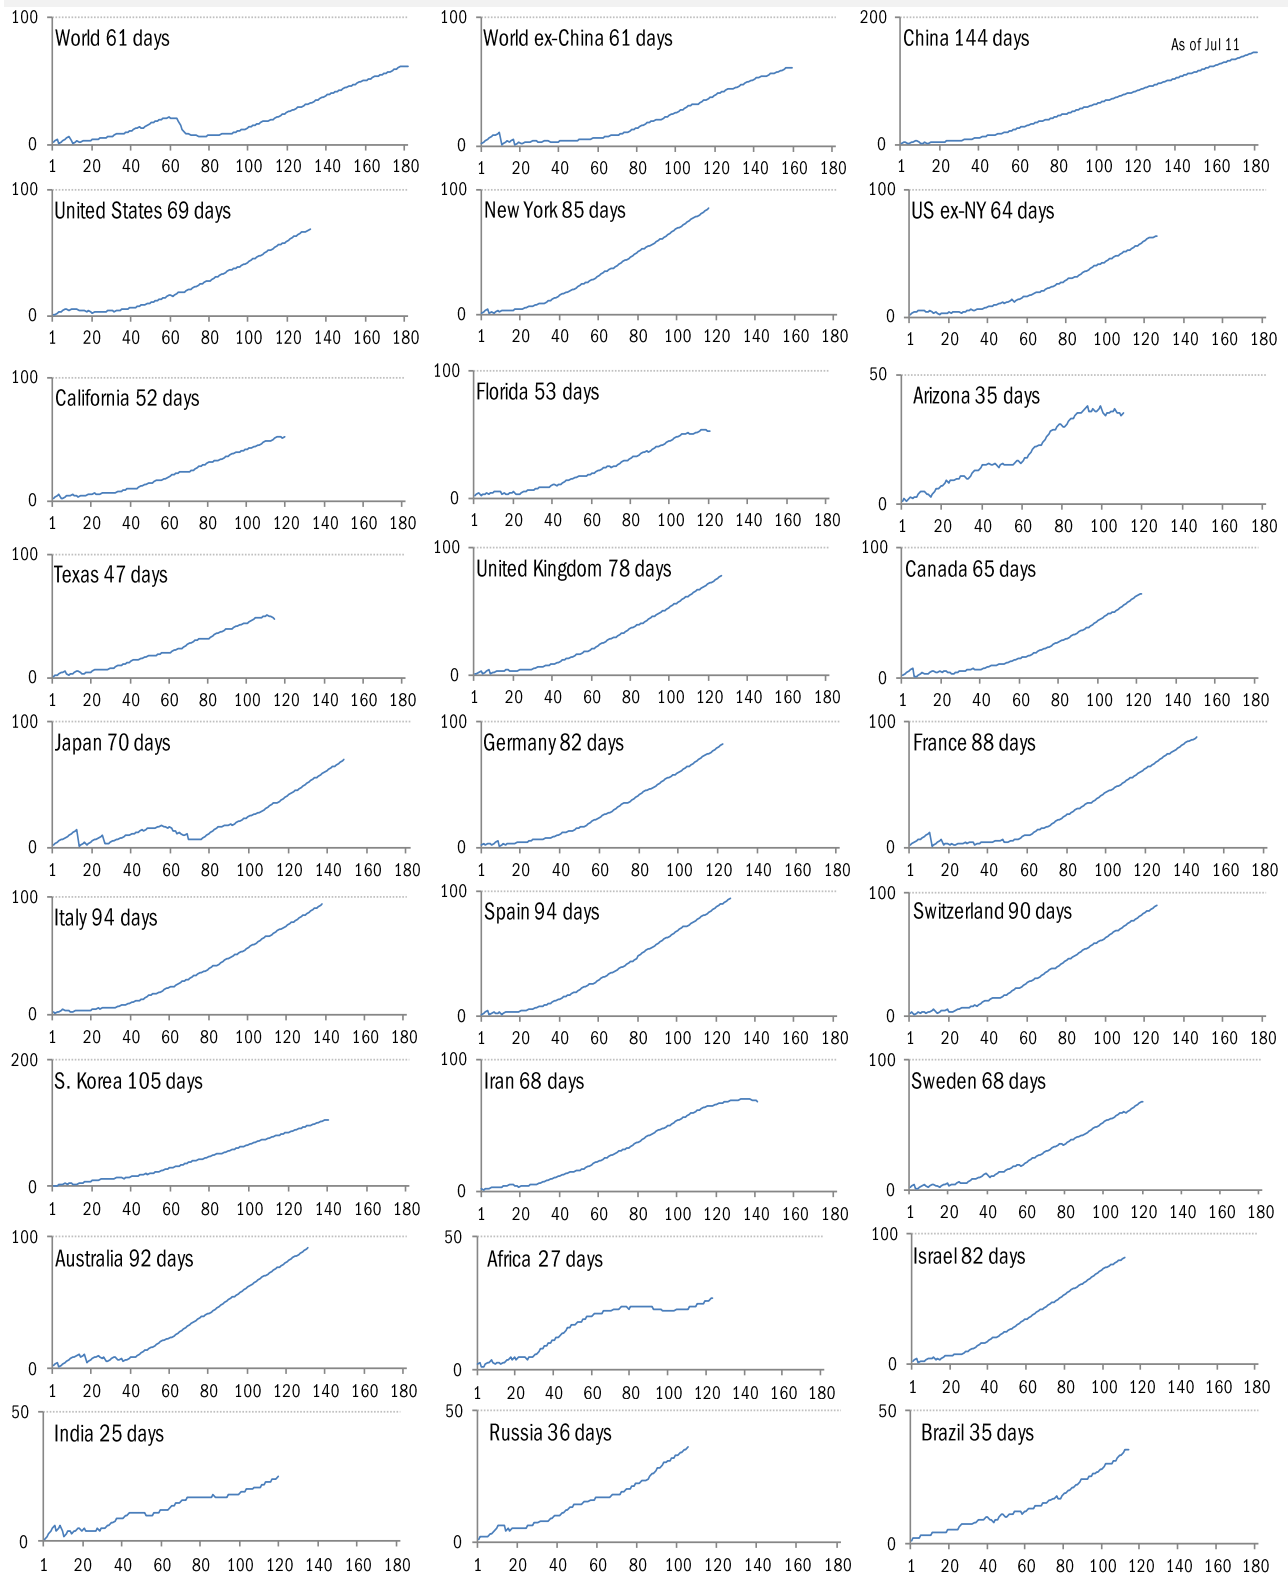 100
World 61 days
0
1 20 40 60 80 100 120 140 160 180
100
World ex-China 61 days
0
1 20 40 60 80 100 120 140 160 180
200
China 144 days
As of Jul 11
0
1 20 40 60 80 100 120 140 160 180
100
United States 69 days
0
1 20 40 60 80 100 120 140 160 180
100
New York 85 days
0
1 20 40 60 80 100 120 140 160 180
100
US ex-NY 64 days
0
1 20 40 60 80 100 120 140 160 180
100
California 52 days
0
1 20 40 60 80 100 120 140 160 180
100
Florida 53 days
0
1 20 40 60 80 100 120 140 160 180
50
Arizona 35 days
0
1 20 40 60 80 100 120 140 160 180
100
Texas 47 days
0
1 20 40 60 80 100 120 140 160 180
100
United Kingdom 78 days
0
1 20 40 60 80 100 120 140 160 180
100
Canada 65 days
0
1 20 40 60 80 100 120 140 160 180
100
Japan 70 days
0
1 20 40 60 80 100 120 140 160 180
100
Germany 82 days
0
1 20 40 60 80 100 120 140 160 180
100
France 88 days
0
1 20 40 60 80 100 120 140 160 180
100
Italy 94 days
0
1 20 40 60 80 100 120 140 160 180
100
Spain 94 days
0
1 20 40 60 80 100 120 140 160 180
100
Switzerland 90 days
0
1 20 40 60 80 100 120 140 160 180
200
S. Korea 105 days
0
1 20 40 60 80 100 120 140 160 180
100
Iran 68 days
0
1 20 40 60 80 100 120 140 160 180
100
Sweden 68 days
0
1 20 40 60 80 100 120 140 160 180
100
Australia 92 days
0
1 20 40 60 80 100 120 140 160 180
50
Africa 27 days
0
1 20 40 60 80 100 120 140 160 180
100
Israel 82 days
0
1 20 40 60 80 100 120 140 160 180
50
India 25 days
0
1 20 40 60 80 100 120 140 160 180
50
Russia 36 days
0
1 20 40 60 80 100 120 140 160 180
50
Brazil 35 days
0
1 20 40 60 80 100 120 140 160 180